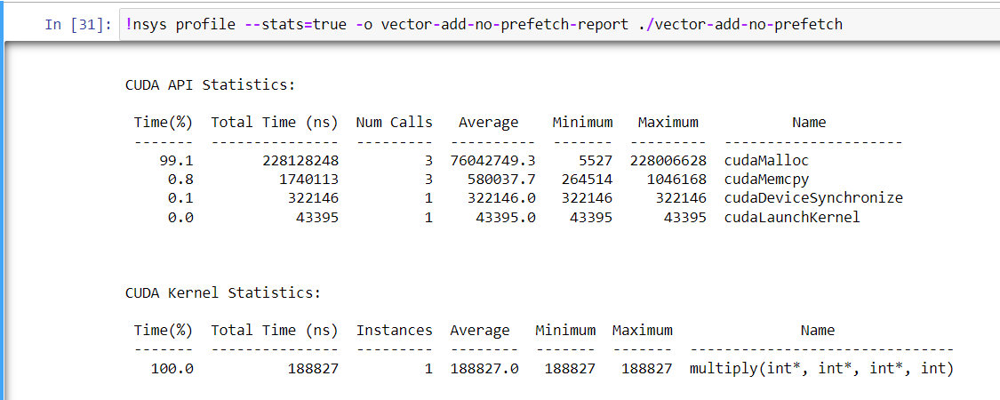 In [31]: !nsys profile --stats=true -o vector-add-no-prefetch-report ./vector-add-no-prefetch
CUDA API Statistics:
Time(%) Total Time (ns) Num Calls Average Minimum Maximum Name
------- --------------- --------- ---------- ------- --------- ---------------------
99.1 228128248 3 76042749.3 5527 228006628 cudaMalloc
0.8 1740113 3 580037.7 264514 1046168 cudaMemcpy
0.1 322146 1 322146.0 322146 322146 cudaDeviceSynchronize
0.0 43395 1 43395.0 43395 43395 cudaLaunchKernel
CUDA Kernel Statistics:
Time(%) Total Time (ns) Instances Average Minimum Maximum Name
------- --------------- --------- -------- ------- ------- -------------------------------
100.0 188827 1 188827.0 188827 188827 multiply(int*, int*, int*, int)